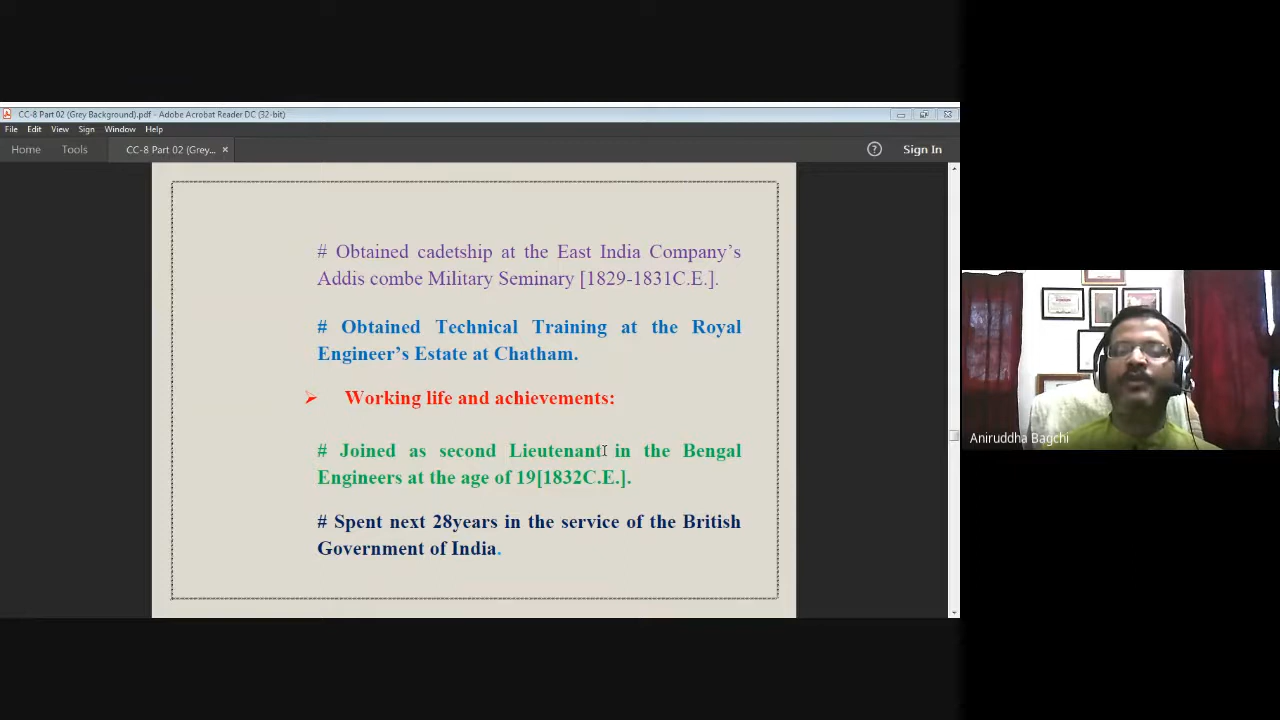 CC-8 Part 02 (Grey Background).pdf - Adobe Acrobat Reader DC (32-bit)
File Edit View Sign Window Help
Home Tools CC-8 Part 02 (Grey... × ? Sign In
# Obtained cadetship at the East India Company's
Addis combe Military Seminary [1829-1831C.E.].
# Obtained Technical Training at the Royal
Engineer's Estate at Chatham.
➢ Working life and achievements:
# Joined as second Lieutenant in the Bengal
Engineers at the age of 19[1832C.E.].
# Spent next 28years in the service of the British
Government of India.
Aniruddha Bagchi